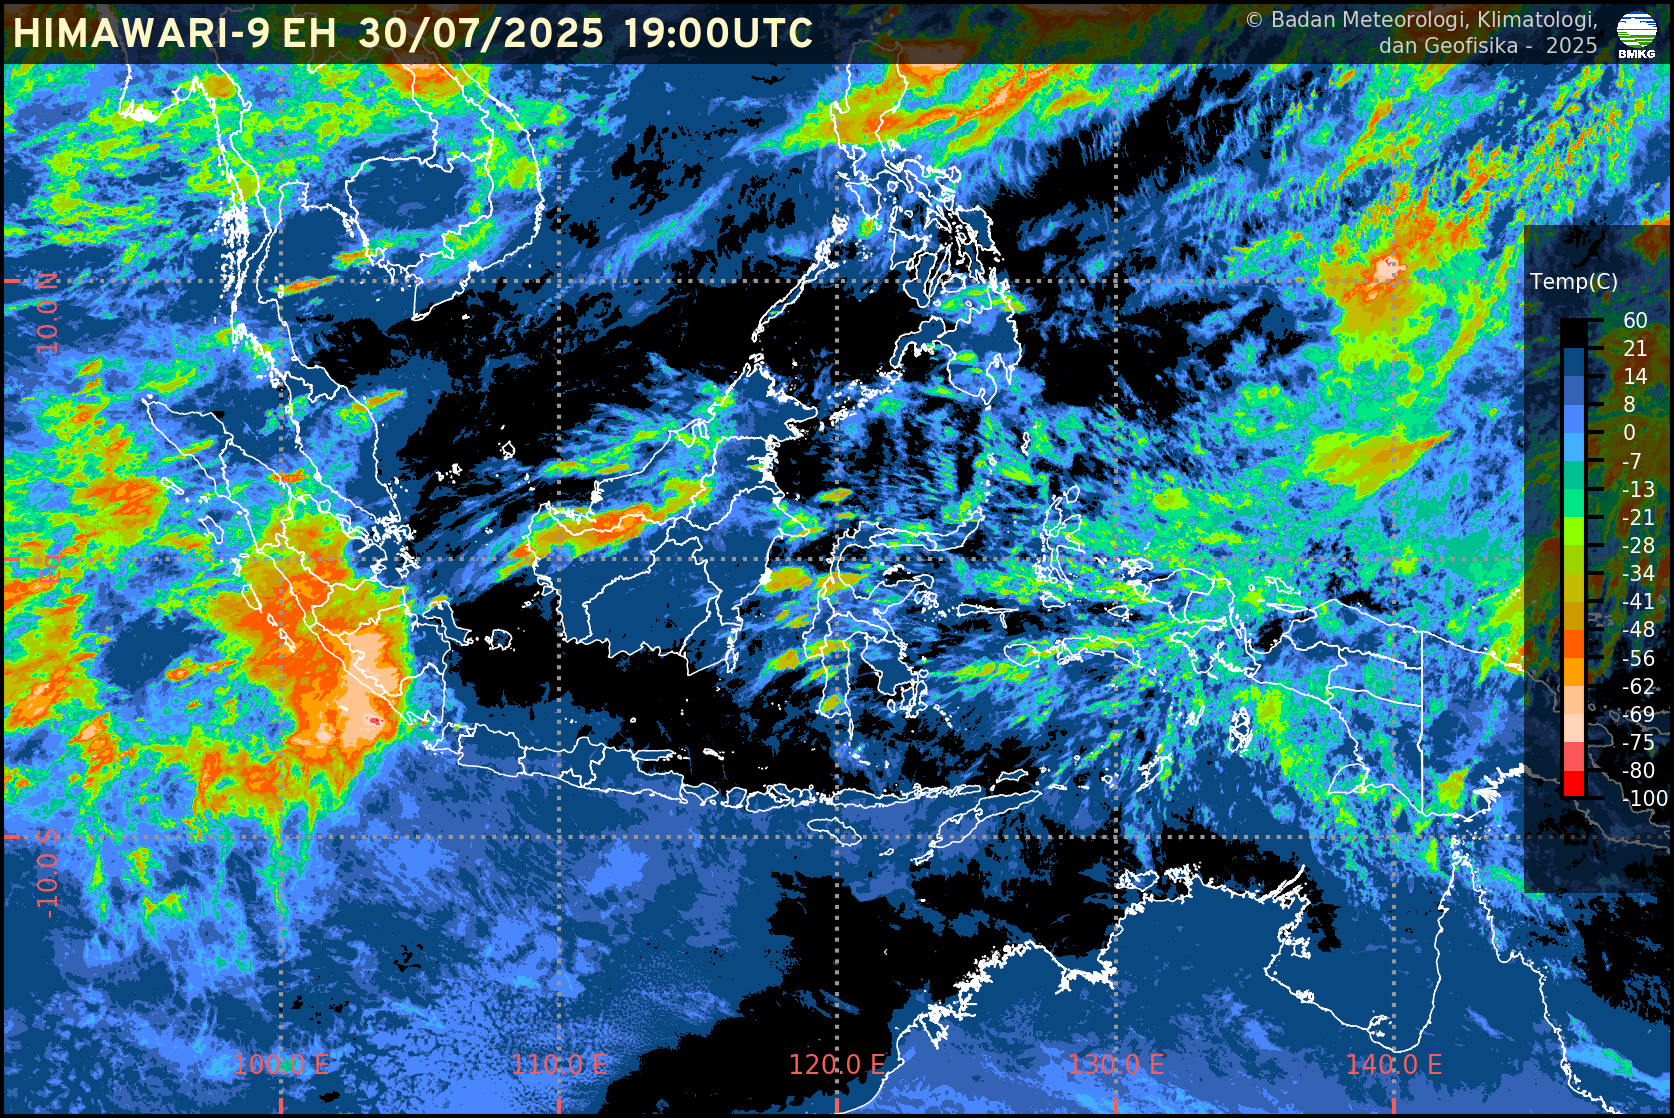 HIMAWARI-9 EH 30/07/2025 19:00UTC
© Badan Meteorologi, Klimatologi,
dan Geofisika - 2025
BMKG
Temp(C)
60
21
14
8
0
-7
-13
-21
-28
-34
-41
-48
-56
-62
-69
-75
-80
-100
10.0 N
-10.0 S
100.0 E
110.0 E
120.0 E
130.0 E
140.0 E